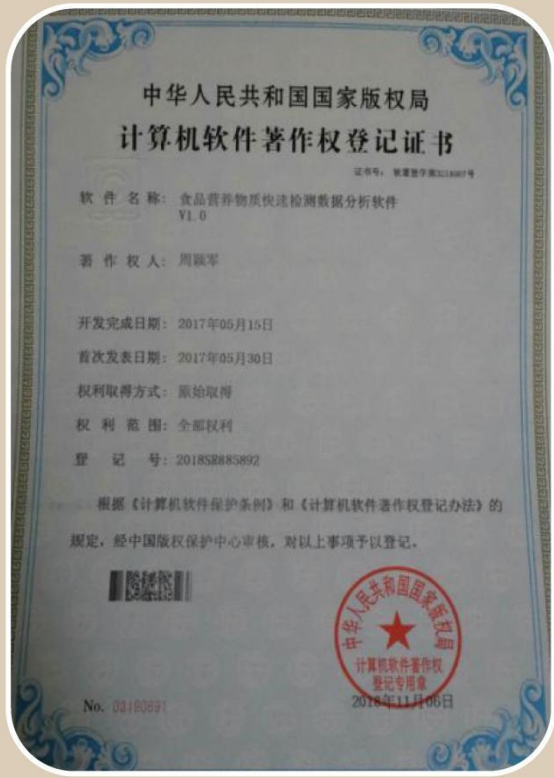 中华人民共和国国家版权局
计算机软件著作权登记证书
证书号： 软著登字第
软件名称： 食品营养物质快速检测数据分析软件
V1.0
著作权人： 周颖军
开发完成日期： 2017年05月15日
首次发表日期： 2017年05月30日
权利取得方式： 原始取得
权利范围： 全部权利
登记号： 2018SR885892
根据《计算机软件保护条例》和《计算机软件著作权登记办法》的
规定，经中国版权保护中心审核，对以上事项予以登记。
中华人民共和国国家版权局
计算机软件著作权
登记专用章
No. 03180691
2018年11月06日